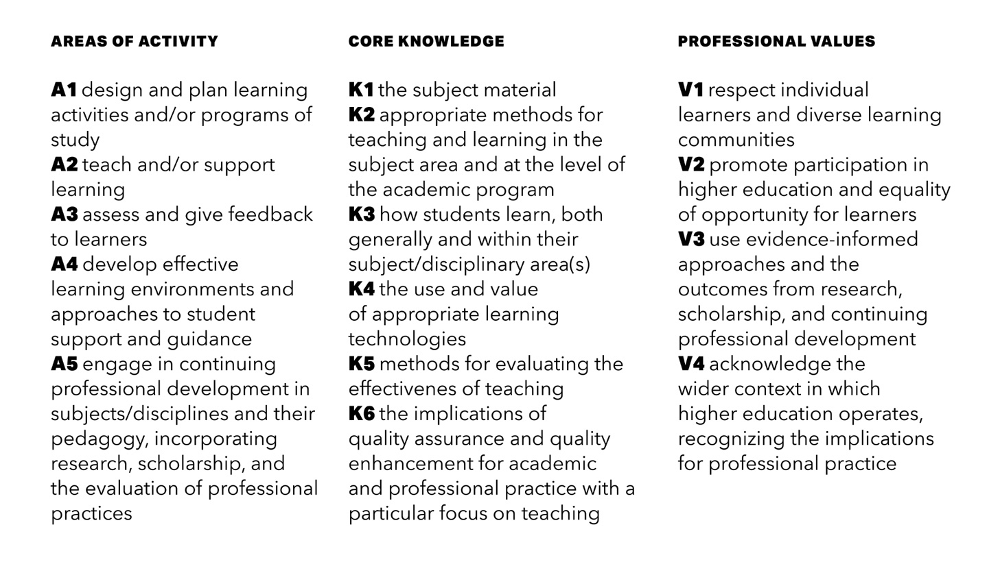 AREAS OF ACTIVITY
A1 design and plan learning
activities and/or programs of
study
A2 teach and/or support
learning
A3 assess and give feedback
to learners
A4 develop effective
learning environments and
approaches to student
support and guidance
A5 engage in continuing
professional development in
subjects/disciplines and their
pedagogy, incorporating
research, scholarship, and
the evaluation of professional
practices
CORE KNOWLEDGE
K1 the subject material
K2 appropriate methods for
teaching and learning in the
subject area and at the level of
the academic program
K3 how students learn, both
generally and within their
subject/disciplinary area(s)
K4 the use and value
of appropriate learning
technologies
K5 methods for evaluating the
effectivenes of teaching
K6 the implications of
quality assurance and quality
enhancement for academic
and professional practice with a
particular focus on teaching
PROFESSIONAL VALUES
V1 respect individual
learners and diverse learning
communities
V2 promote participation in
higher education and equality
of opportunity for learners
V3 use evidence-informed
approaches and the
outcomes from research,
scholarship, and continuing
professional development
V4 acknowledge the
wider context in which
higher education operates,
recognizing the implications
for professional practice